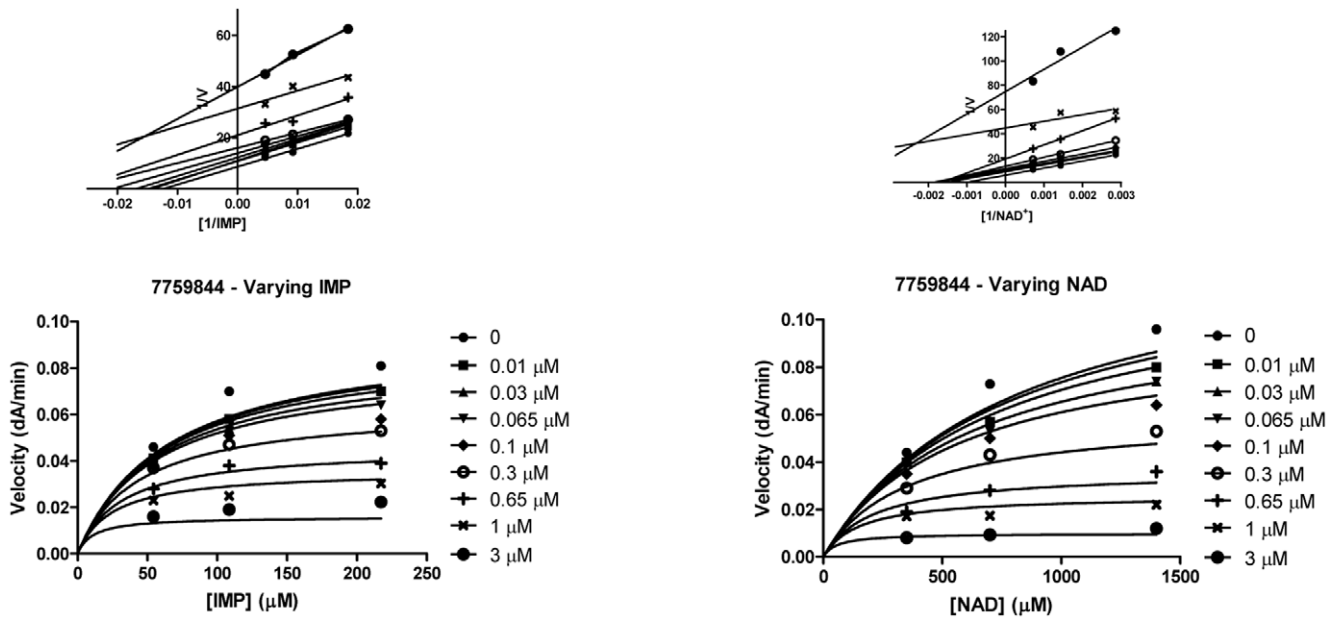 60
40
20
1/V
-0.02 -0.01 0.00 0.01 0.02
[1/IMP]
120
100
80
60
40
20
1/V
-0.002 -0.001 0.000 0.001 0.002 0.003
[1/NAD⁺]
7759844 - Varying IMP
0.10
0.08
0.06
0.04
0.02
0.00
Velocity (dA/min)
0 50 100 150 200 250
[IMP] (μM)
0
0.01 μM
0.03 μM
0.065 μM
0.1 μM
0.3 μM
0.65 μM
1 μM
3 μM
7759844 - Varying NAD
0.10
0.08
0.06
0.04
0.02
0.00
Velocity (dA/min)
0 500 1000 1500
[NAD] (μM)
0
0.01 μM
0.03 μM
0.065 μM
0.1 μM
0.3 μM
0.65 μM
1 μM
3 μM